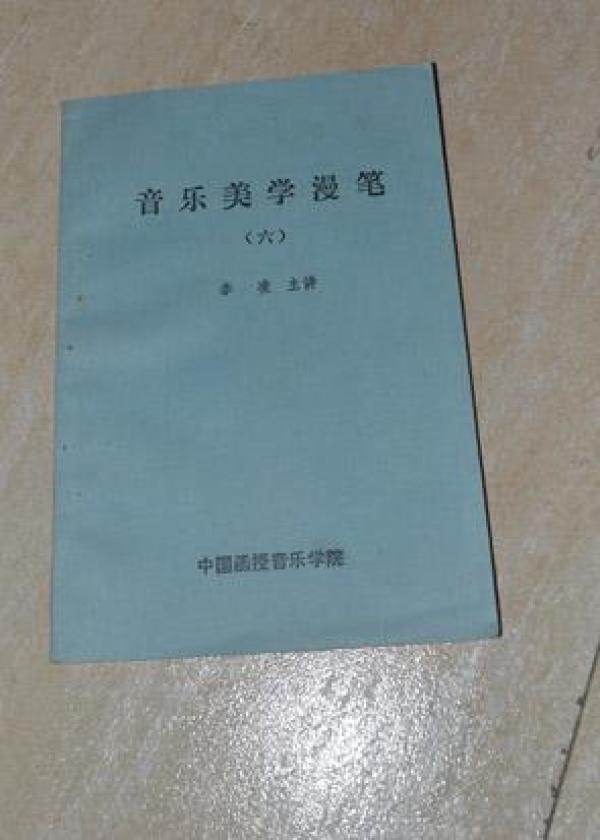 音乐美学漫笔
（六）
李凌 主讲
中国函授音乐学院